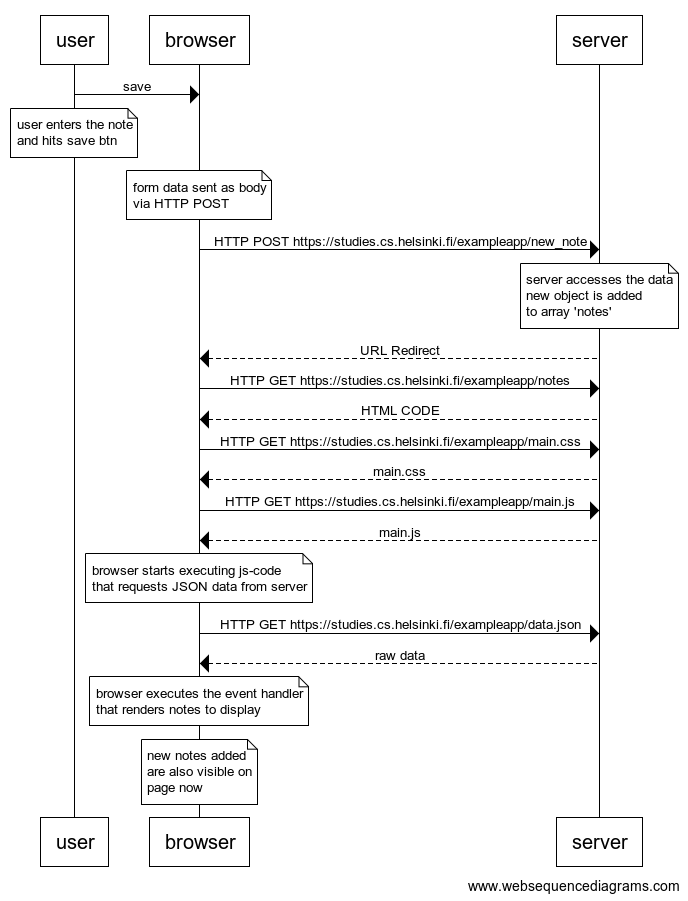 user
browser
server
save
user enters the note
and hits save btn
form data sent as body
via HTTP POST
HTTP POST https://studies.cs.helsinki.fi/exampleapp/new_note
server accesses the data
new object is added
to array 'notes'
URL Redirect
HTTP GET https://studies.cs.helsinki.fi/exampleapp/notes
HTML CODE
HTTP GET https://studies.cs.helsinki.fi/exampleapp/main.css
main.css
HTTP GET https://studies.cs.helsinki.fi/exampleapp/main.js
main.js
browser starts executing js-code
that requests JSON data from server
HTTP GET https://studies.cs.helsinki.fi/exampleapp/data.json
raw data
browser executes the event handler
that renders notes to display
new notes added
are also visible on
page now
user
browser
server
www.websequencediagrams.com